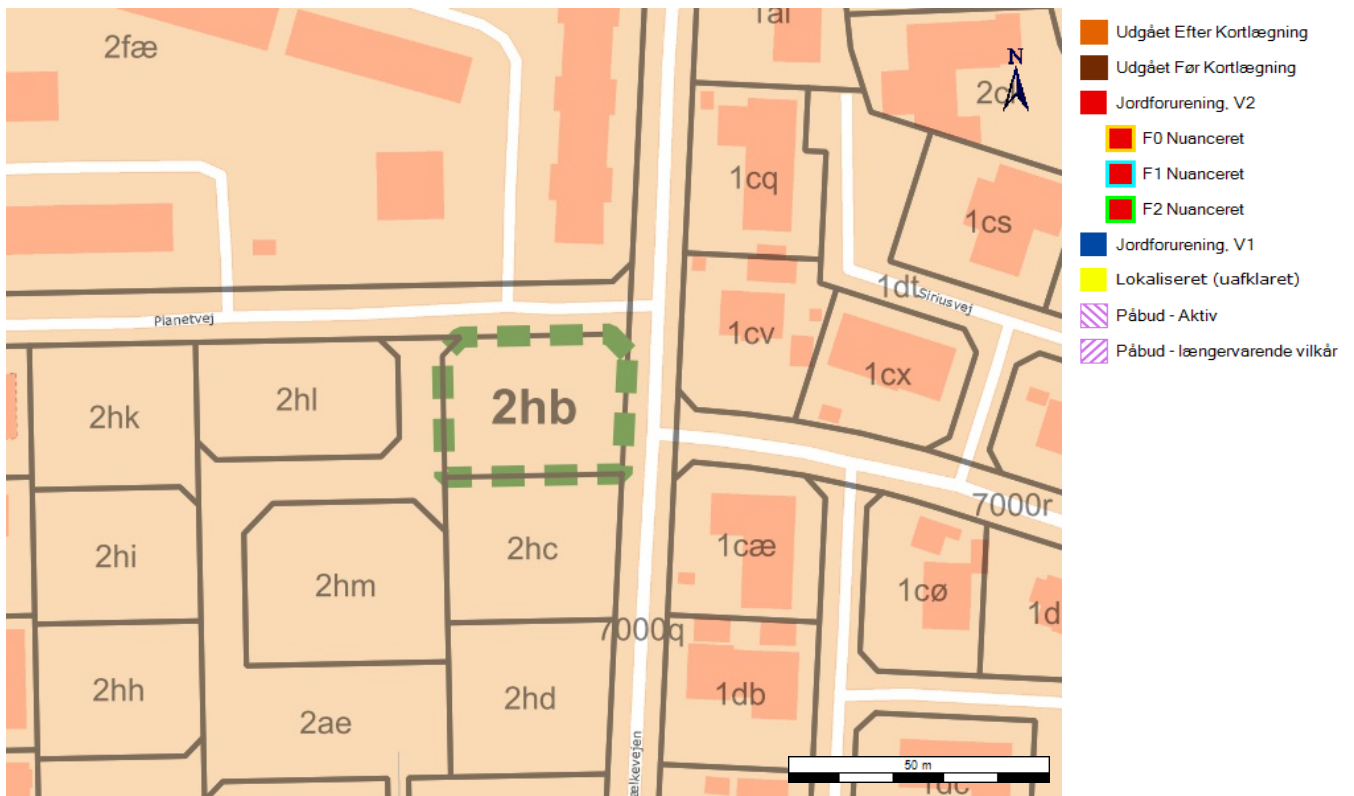 1al
2fæ
N
1cq
1cs
1dt
Siriusvej
Planetvej
1cv
1cx
2hk
2hl
2hb
7000r
2hi
2hc
1cæ
2hm
1cø
7000q
2hh
2hd
1db
2ae
50 m
1dc
Udgået Efter Kortlægning
Udgået Før Kortlægning
Jordforurening, V2
F0 Nuanceret
F1 Nuanceret
F2 Nuanceret
Jordforurening, V1
Lokaliseret (uafklaret)
Påbud - Aktiv
Påbud - længervarende vilkår